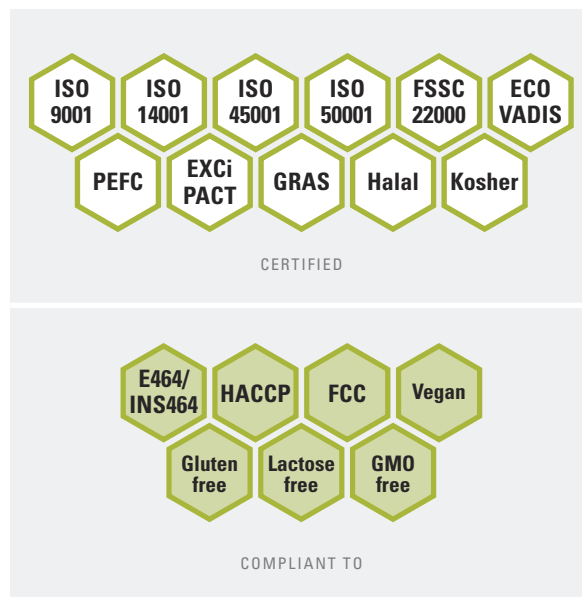 ISO
9001
ISO
14001
ISO
45001
ISO
50001
FSSC
22000
ECO
VADIS
PEFC
EXCi
PACT
GRAS
Halal
Kosher
CERTIFIED
E464/
INS464
HACCP
FCC
Vegan
Gluten
free
Lactose
free
GMO
free
COMPLIANT TO